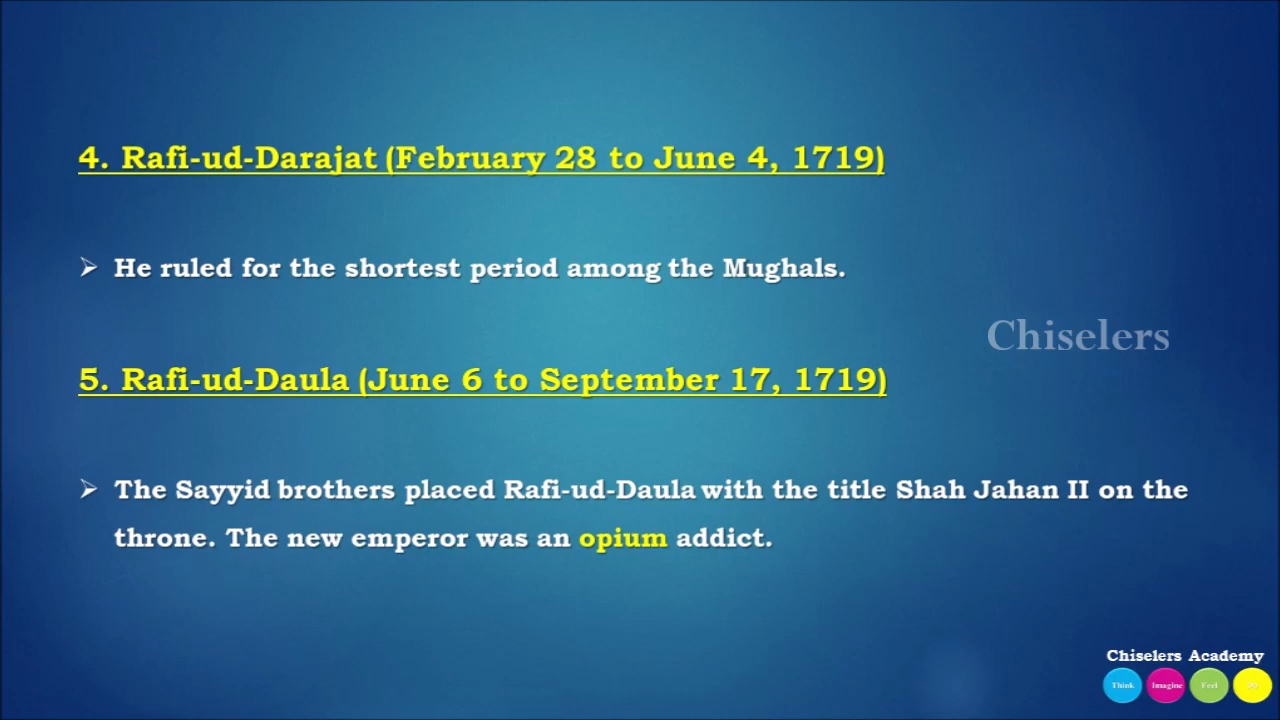 4. Rafi-ud-Darajat (February 28 to June 4, 1719)
➢ He ruled for the shortest period among the Mughals.
Chiselers
5. Rafi-ud-Daula (June 6 to September 17, 1719)
➢ The Sayyid brothers placed Rafi-ud-Daula with the title Shah Jahan II on the
throne. The new emperor was an opium addict.
Chiselers Academy
Think Imagine Feel